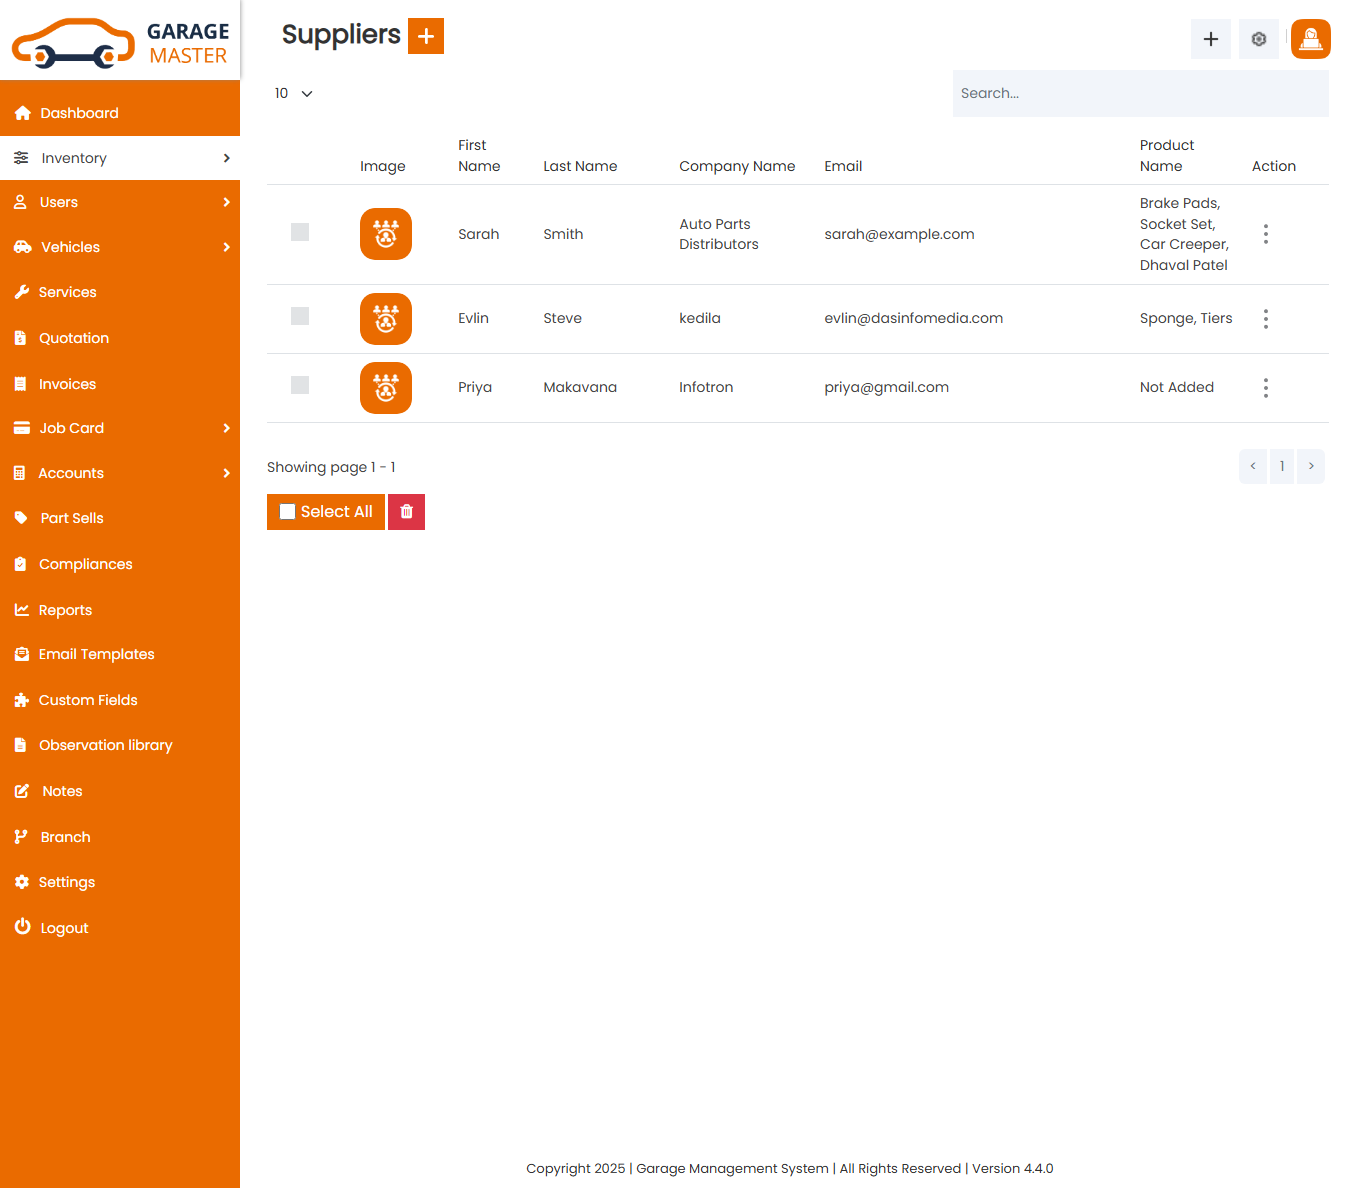 GARAGE
MASTER
Suppliers
10
Search...
Image
First
Name
Last Name
Company Name
Email
Product
Name
Action
Sarah
Smith
Auto Parts
Distributors
sarah@example.com
Brake Pads,
Socket Set,
Car Creeper,
Dhaval Patel
Evlin
Steve
kedila
evlin@dasinfomedia.com
Sponge, Tiers
Priya
Makavana
Infotron
priya@gmail.com
Not Added
Showing page 1 - 1
< 1 >
Select All
Dashboard
Inventory
Users
Vehicles
Services
Quotation
Invoices
Job Card
Accounts
Part Sells
Compliances
Reports
Email Templates
Custom Fields
Observation library
Notes
Branch
Settings
Logout
Copyright 2025 | Garage Management System | All Rights Reserved | Version 4.4.0